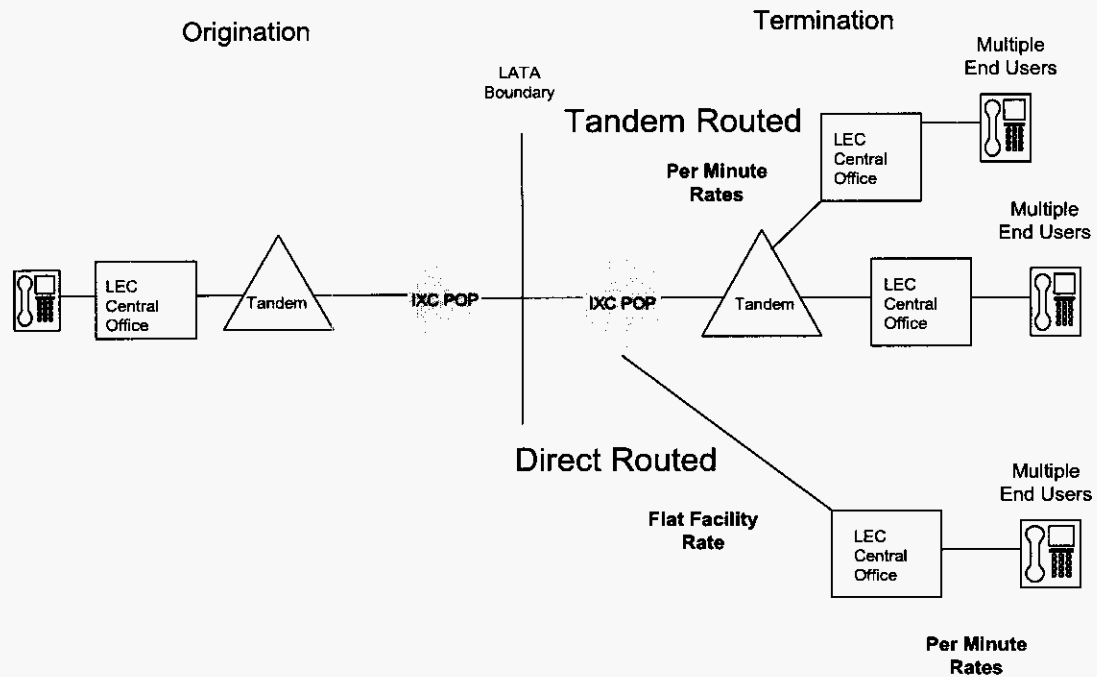 Origination
Termination
Multiple
End Users
LATA
Boundary
Tandem Routed
LEC
Central
Office
Per Minute
Rates
Multiple
End Users
LEC
Central
Office
Tandem
IXC POP
IXC POP
Tandem
LEC
Central
Office
Direct Routed
Multiple
End Users
Flat Facility
Rate
LEC
Central
Office
Per Minute
Rates